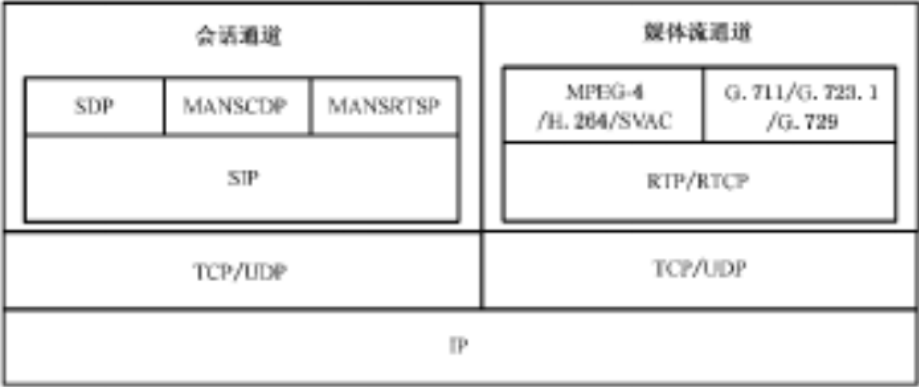 会话通道
媒体流通道
SDP
MANSCDP
MANSRTSP
SIP
MPEG-4
/H.264/SVAC
G.711/G.723.1
/G.729
RTP/RTCP
TCP/UDP
TCP/UDP
IP